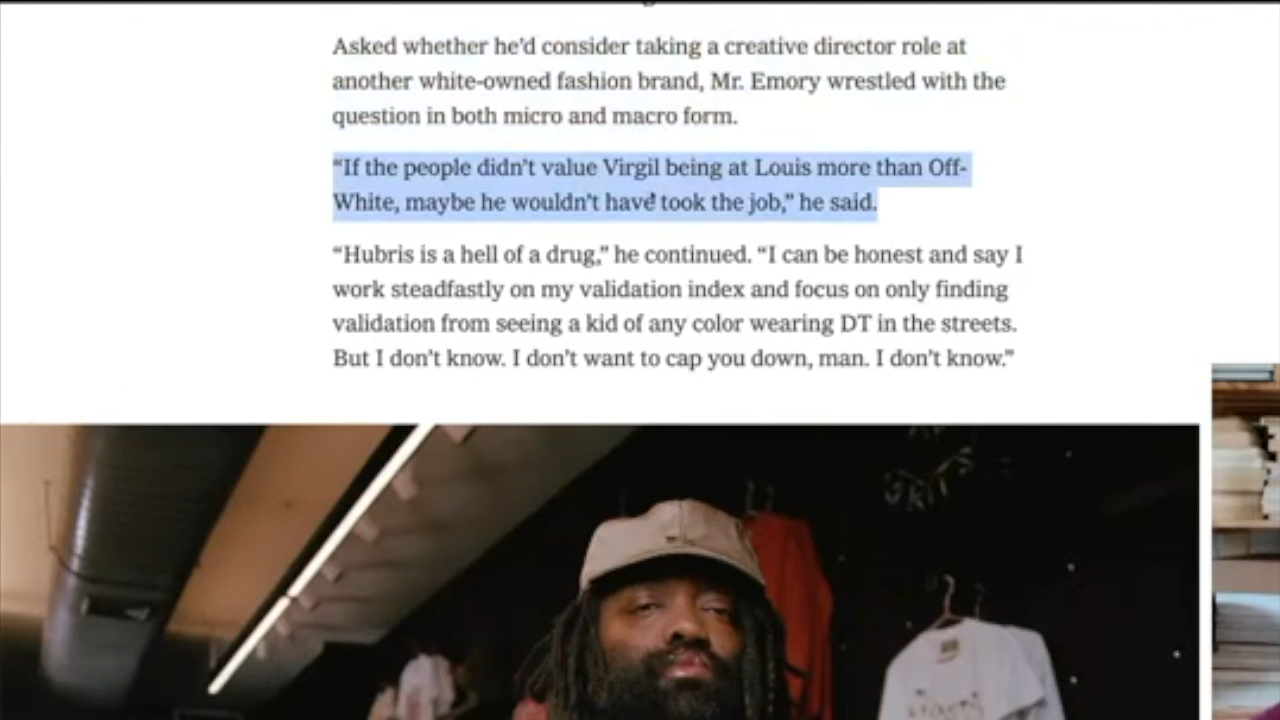 Asked whether he’d consider taking a creative director role at
another white-owned fashion brand, Mr. Emory wrestled with the
question in both micro and macro form.
“If the people didn’t value Virgil being at Louis more than Off-
White, maybe he wouldn’t have took the job,” he said.
“Hubris is a hell of a drug,” he continued. “I can be honest and say I
work steadfastly on my validation index and focus on only finding
validation from seeing a kid of any color wearing DT in the streets.
But I don’t know. I don’t want to cap you down, man. I don’t know.”